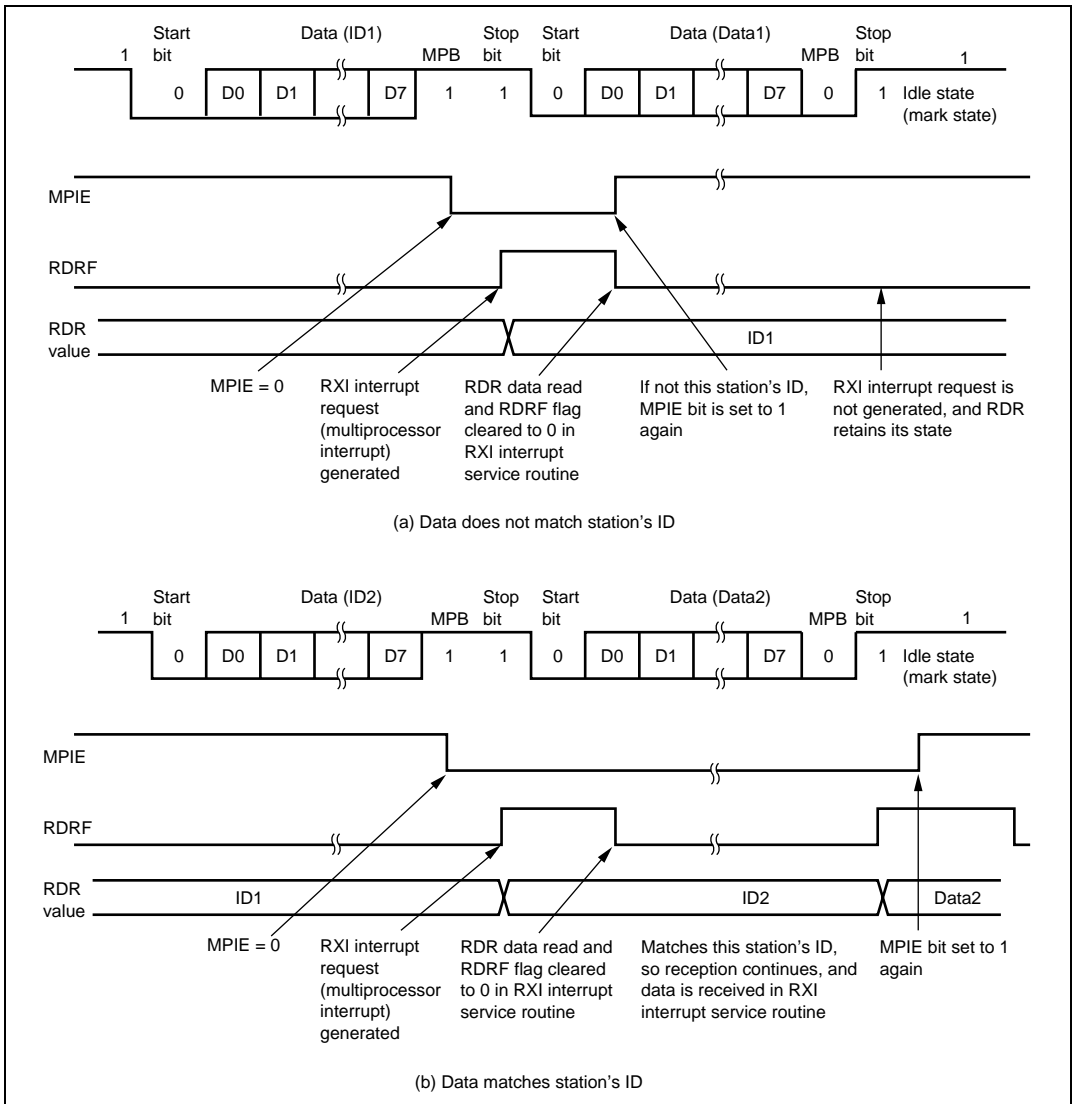 Start Data (ID1) Stop Start Data (Data1) Stop
1 bit MPB bit bit MPB bit 1
0 D0 D1 D7 1 1 0 D0 D1 D7 0 1 Idle state
(mark state)
MPIE
RDRF
RDR
value
ID1
MPIE = 0
RXI interrupt
request
(multiprocessor
interrupt)
generated
RDR data read
and RDRF flag
cleared to 0 in
RXI interrupt
service routine
If not this station's ID,
MPIE bit is set to 1
again
RXI interrupt request is
not generated, and RDR
retains its state
(a) Data does not match station's ID
Start Data (ID2) Stop Start Data (Data2) Stop
1 bit MPB bit bit MPB bit 1
0 D0 D1 D7 1 1 0 D0 D1 D7 0 1 Idle state
(mark state)
MPIE
RDRF
RDR
value
ID1 ID2 Data2
MPIE = 0
RXI interrupt
request
(multiprocessor
interrupt)
generated
RDR data read and
RDRF flag cleared
to 0 in RXI interrupt
service routine
Matches this station's ID,
so reception continues, and
data is received in RXI
interrupt service routine
MPIE bit set to 1
again
(b) Data matches station's ID